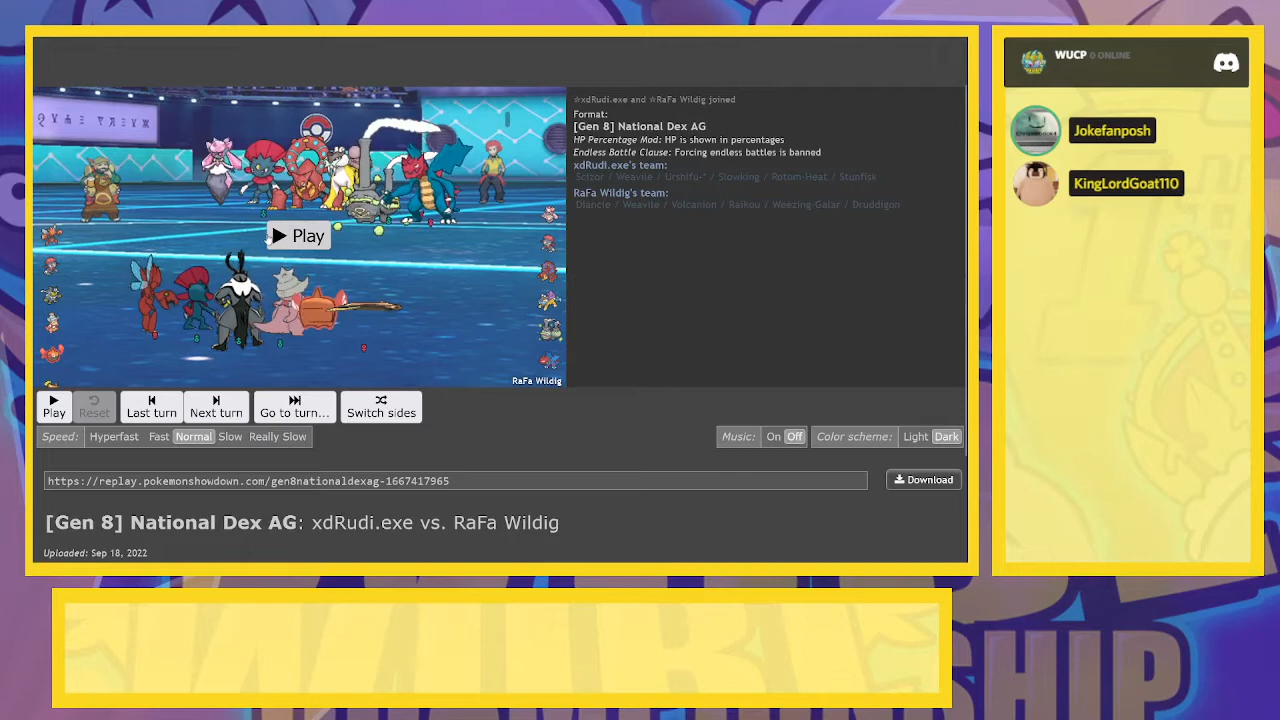 ☆xdRudi.exe and ☆RaFa Wildig joined
Format:
[Gen 8] National Dex AG
HP Percentage Mod: HP is shown in percentages
Endless Battle Clause: Forcing endless battles is banned
xdRudi.exe's team:
Scizor / Weavile / Urshifu-* / Slowking / Rotom-Heat / Stunfisk
RaFa Wildig's team:
Diancie / Weavile / Volcanion / Raikou / Weezing-Galar / Druddigon
Play
RaFa Wildig
Play Reset Last turn Next turn Go to turn... Switch sides
Speed: Hyperfast Fast Normal Slow Really Slow
Music: On Off Color scheme: Light Dark
https://replay.pokemonshowdown.com/gen8nationaldexag-1667417965
Download
[Gen 8] National Dex AG: xdRudi.exe vs. RaFa Wildig
Uploaded: Sep 18, 2022
WUCP 0 ONLINE
Jokefanposh
KingLordGoat110
SHIP